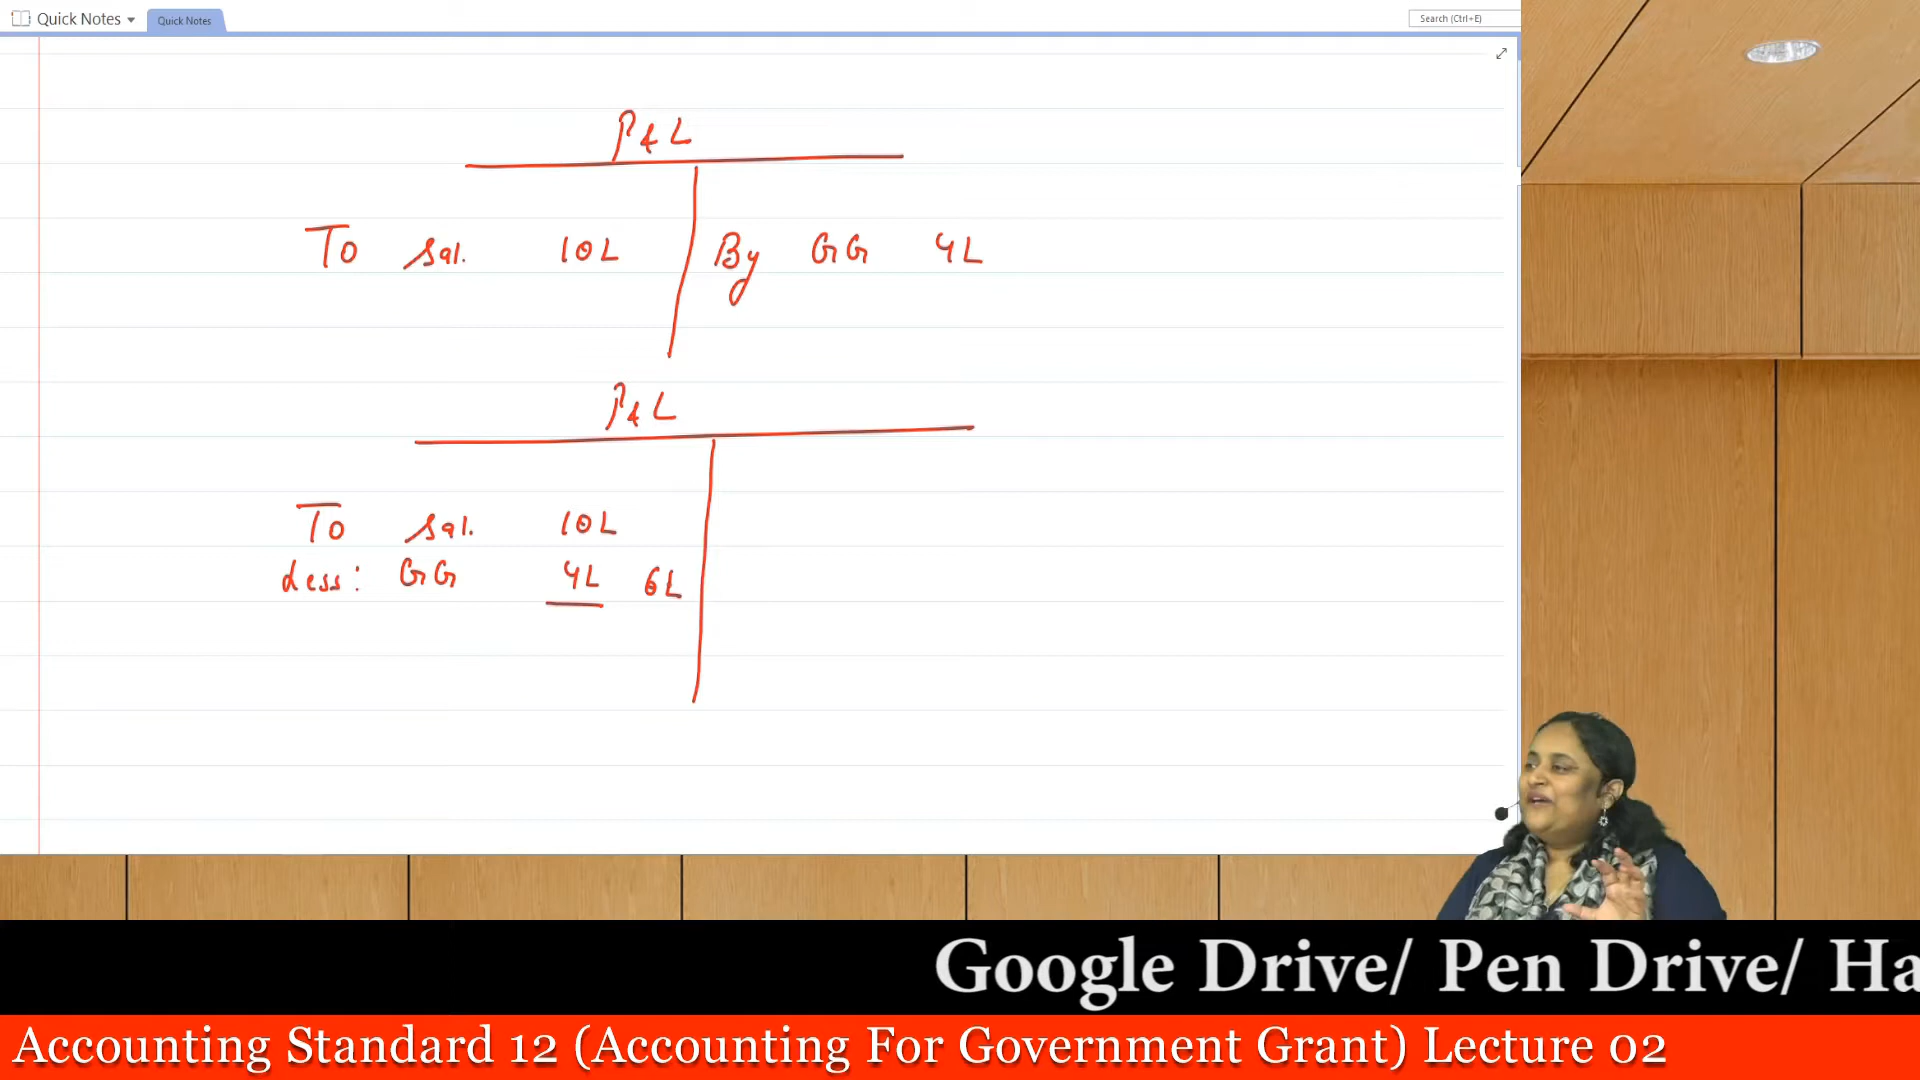 Quick Notes
Quick Notes
Search (Ctrl+E)
P&L
To Sal. 10L By GG 4L
P&L
To Sal. 10L
Less: GG 4L 6L
Google Drive/ Pen Drive/ Ha
Accounting Standard 12 (Accounting For Government Grant) Lecture 02